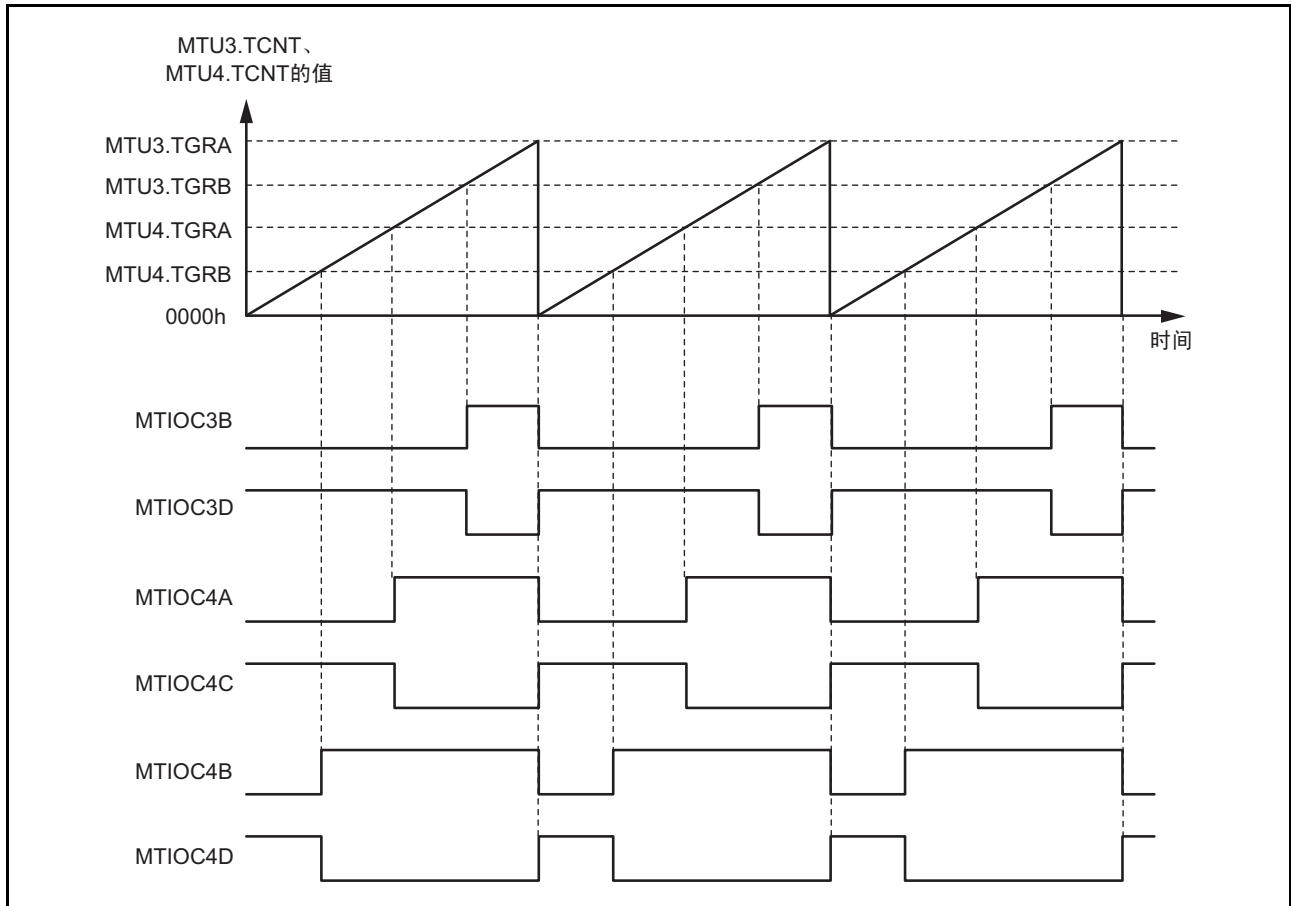 MTU3.TCNT、
MTU4.TCNT的值
MTU3.TGRA
MTU3.TGRB
MTU4.TGRA
MTU4.TGRB
0000h
时间
MTIOC3B
MTIOC3D
MTIOC4A
MTIOC4C
MTIOC4B
MTIOC4D